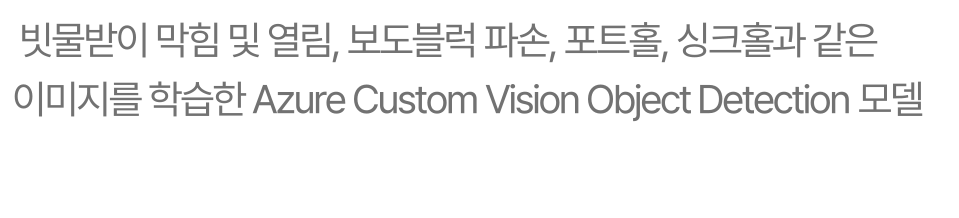 빗물받이 막힘 및 열림, 보도블럭 파손, 포트홀, 싱크홀과 같은
이미지를 학습한 Azure Custom Vision Object Detection 모델